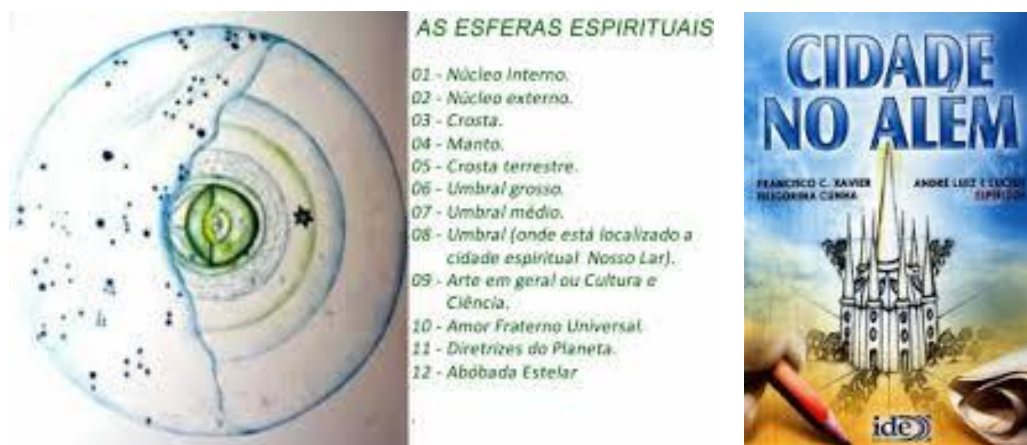 AS ESFERAS ESPIRITUAIS
01 - Núcleo Interno.
02 - Núcleo externo.
03 - Crosta.
04 - Manto.
05 - Crosta terrestre.
06 - Umbral grosso.
07 - Umbral médio.
08 - Umbral (onde está localizado a
cidade espiritual Nosso Lar).
09 - Arte em geral ou Cultura e
Ciência.
10 - Amor Fraterno Universal.
11 - Diretrizes do Planeta.
12 - Abóbada Estelar
CIDADE
NO ALÉM
FRANCISCO C. XAVIER
HEIGORINA CUNHA
ANDRÉ LUIZ E LUCIUS
ESPÍRITOS
ide